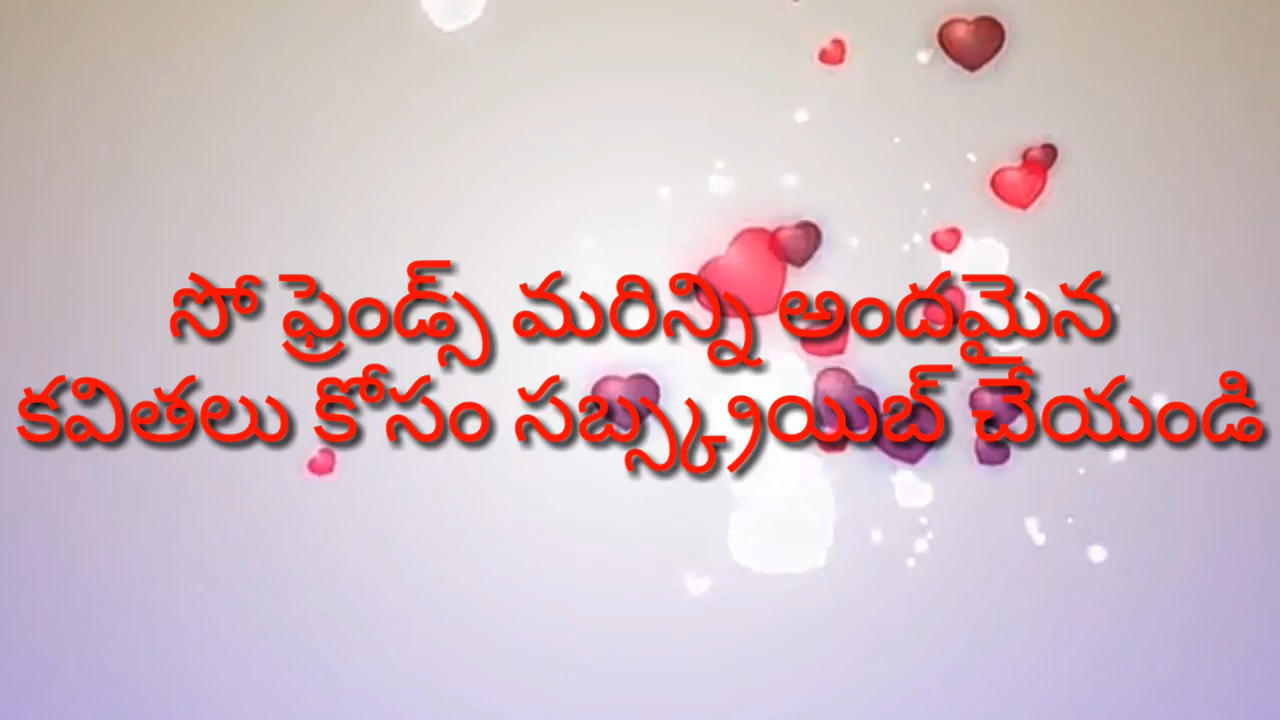 సో ఫ్రెండ్స్ మరిన్ని అందమైన
కవితలు కోసం సబ్స్క్రయిబ్ చేయండి